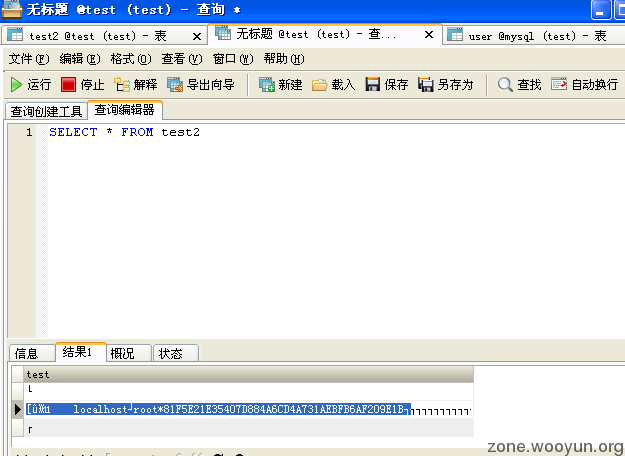 无标题 @test (test) - 查询 *
test2 @test (test) - 表
无标题 @test (test) - 查...
user @mysql (test) - 表
文件(F) 编辑(E) 格式(O) 查看(V) 窗口(W) 帮助(H)
运行 停止 解释 导出向导 新建 载入 保存 另存为 查找 自动换行
查询创建工具 查询编辑器
1 SELECT * FROM test2
信息 结果1 概况 状态
test
localhost┘root*81F5E21E35407D884A6CD4A731AEBFB6AF209E1B
zone.wooyun.org